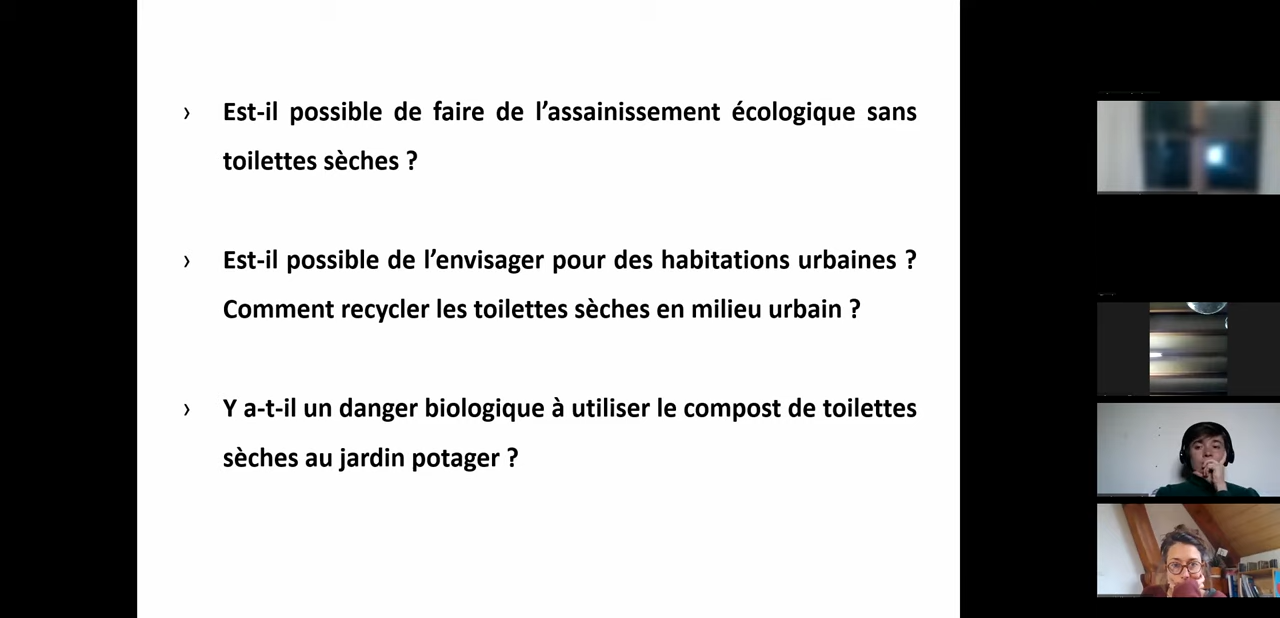 › Est-il possible de faire de l’assainissement écologique sans
toilettes sèches ?
› Est-il possible de l’envisager pour des habitations urbaines ?
Comment recycler les toilettes sèches en milieu urbain ?
› Y a-t-il un danger biologique à utiliser le compost de toilettes
sèches au jardin potager ?